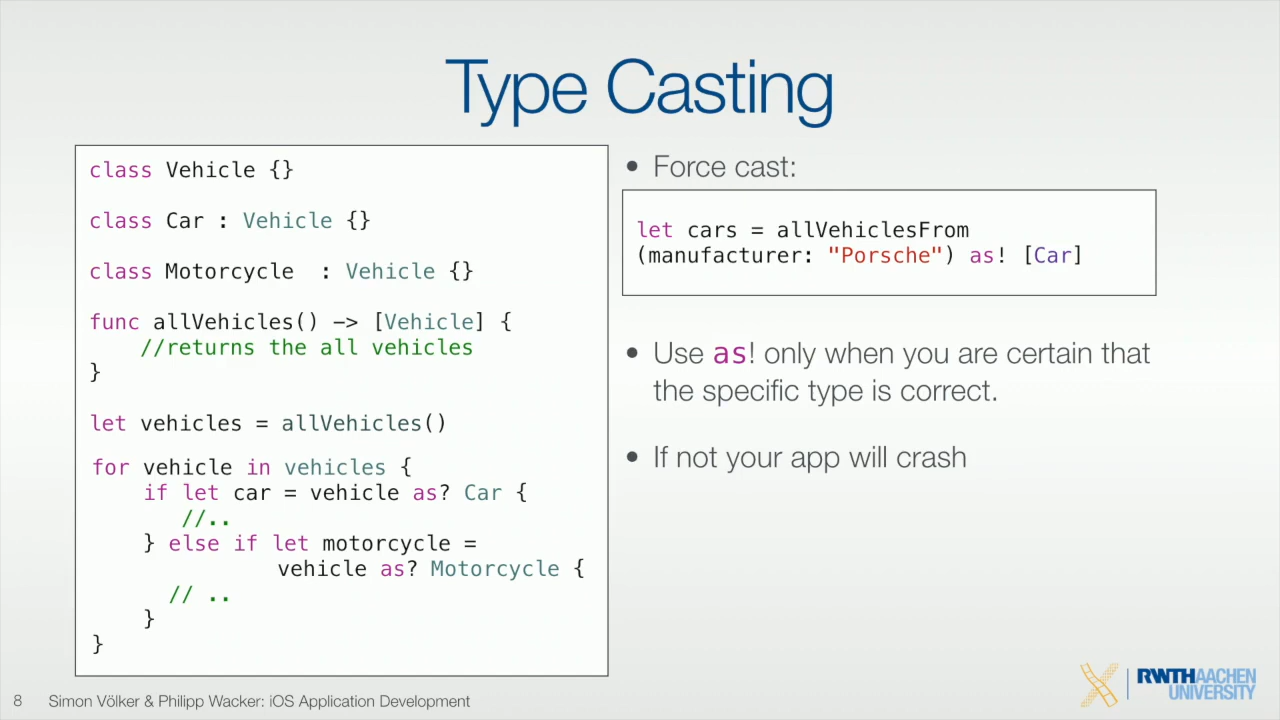 Type Casting
class Vehicle {}
class Car : Vehicle {}
class Motorcycle  : Vehicle {}
func allVehicles() -> [Vehicle] {
    //returns the all vehicles
}
let vehicles = allVehicles()
for vehicle in vehicles {
    if let car = vehicle as? Car {
       //..
    } else if let motorcycle =
              vehicle as? Motorcycle {
      // ..
    }
}
• Force cast:
let cars = allVehiclesFrom
(manufacturer: "Porsche") as! [Car]
• Use as! only when you are certain that
the specific type is correct.
• If not your app will crash
8 Simon Völker & Philipp Wacker: iOS Application Development
RWTHAACHEN
UNIVERSITY